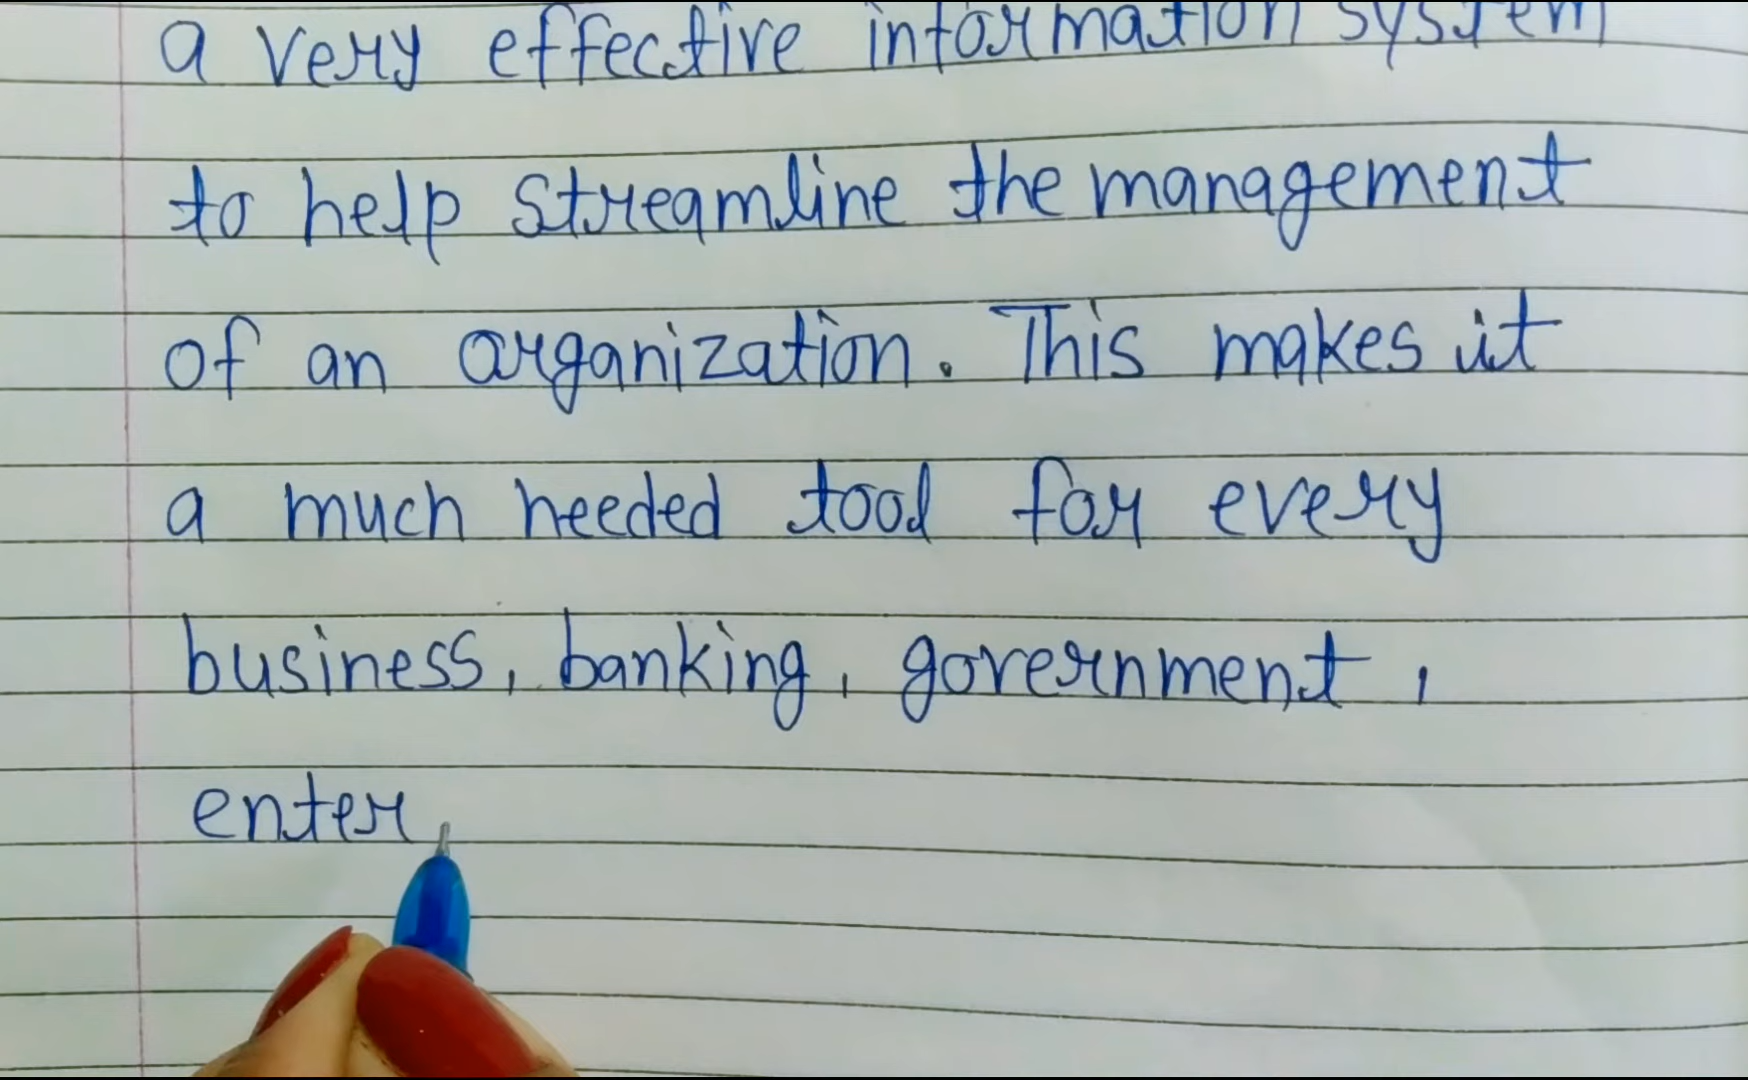 a very effective information system
to help streamline the management
of an organization. This makes it
a much needed tool for every
business, banking, government,
enter